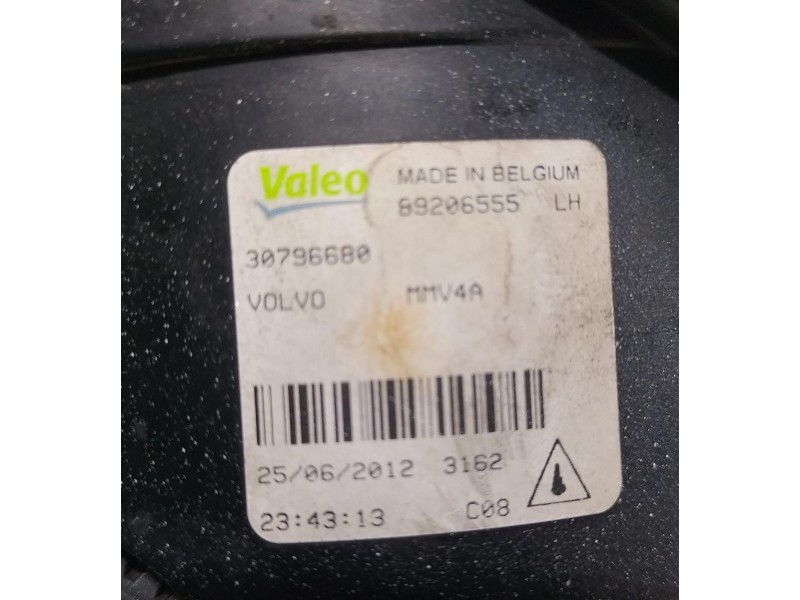 Valeo MADE IN BELGIUM
89206555 LH
30796680
VOLVO MMV4A
25/06/2012 3162
23:43:13 C08